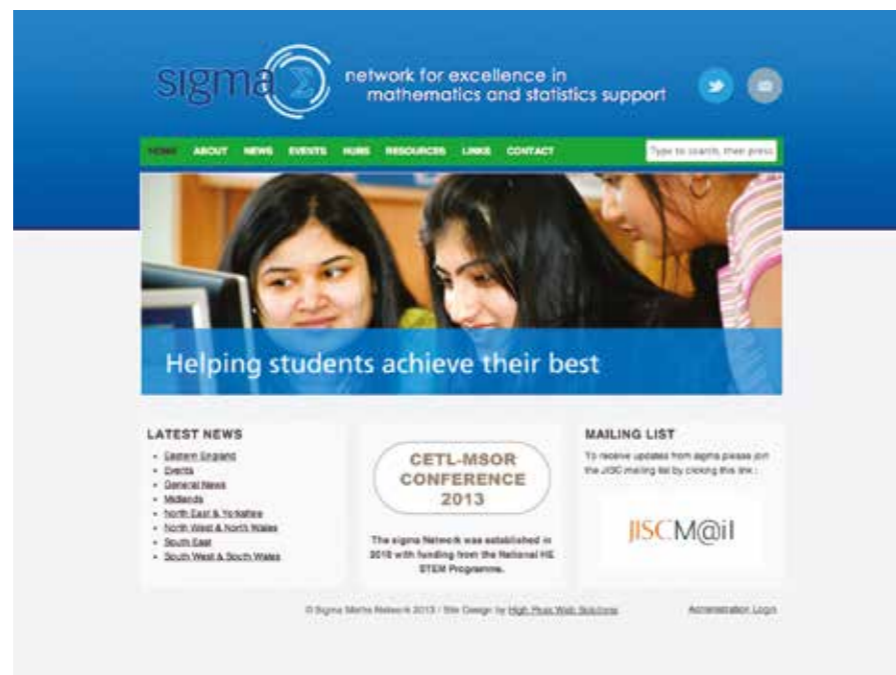 sigma Σ
network for excellence in
mathematics and statistics support
HOME ABOUT NEWS EVENTS HUBS RESOURCES LINKS CONTACT
Type to search, then press
Helping students achieve their best
LATEST NEWS
Eastern England
Events
General News
Midlands
North East & Yorkshire
North West & North Wales
South East
South West & South Wales
CETL-MSOR
CONFERENCE
2013
The sigma Network was established in
2010 with funding from the National HE
STEM Programme.
MAILING LIST
To receive updates from sigma please join
the JISC mailing list by clicking this link :
JISCM@il
© Sigma Maths Network 2013 / Site Design by High Peak Web Solutions
Administration Login